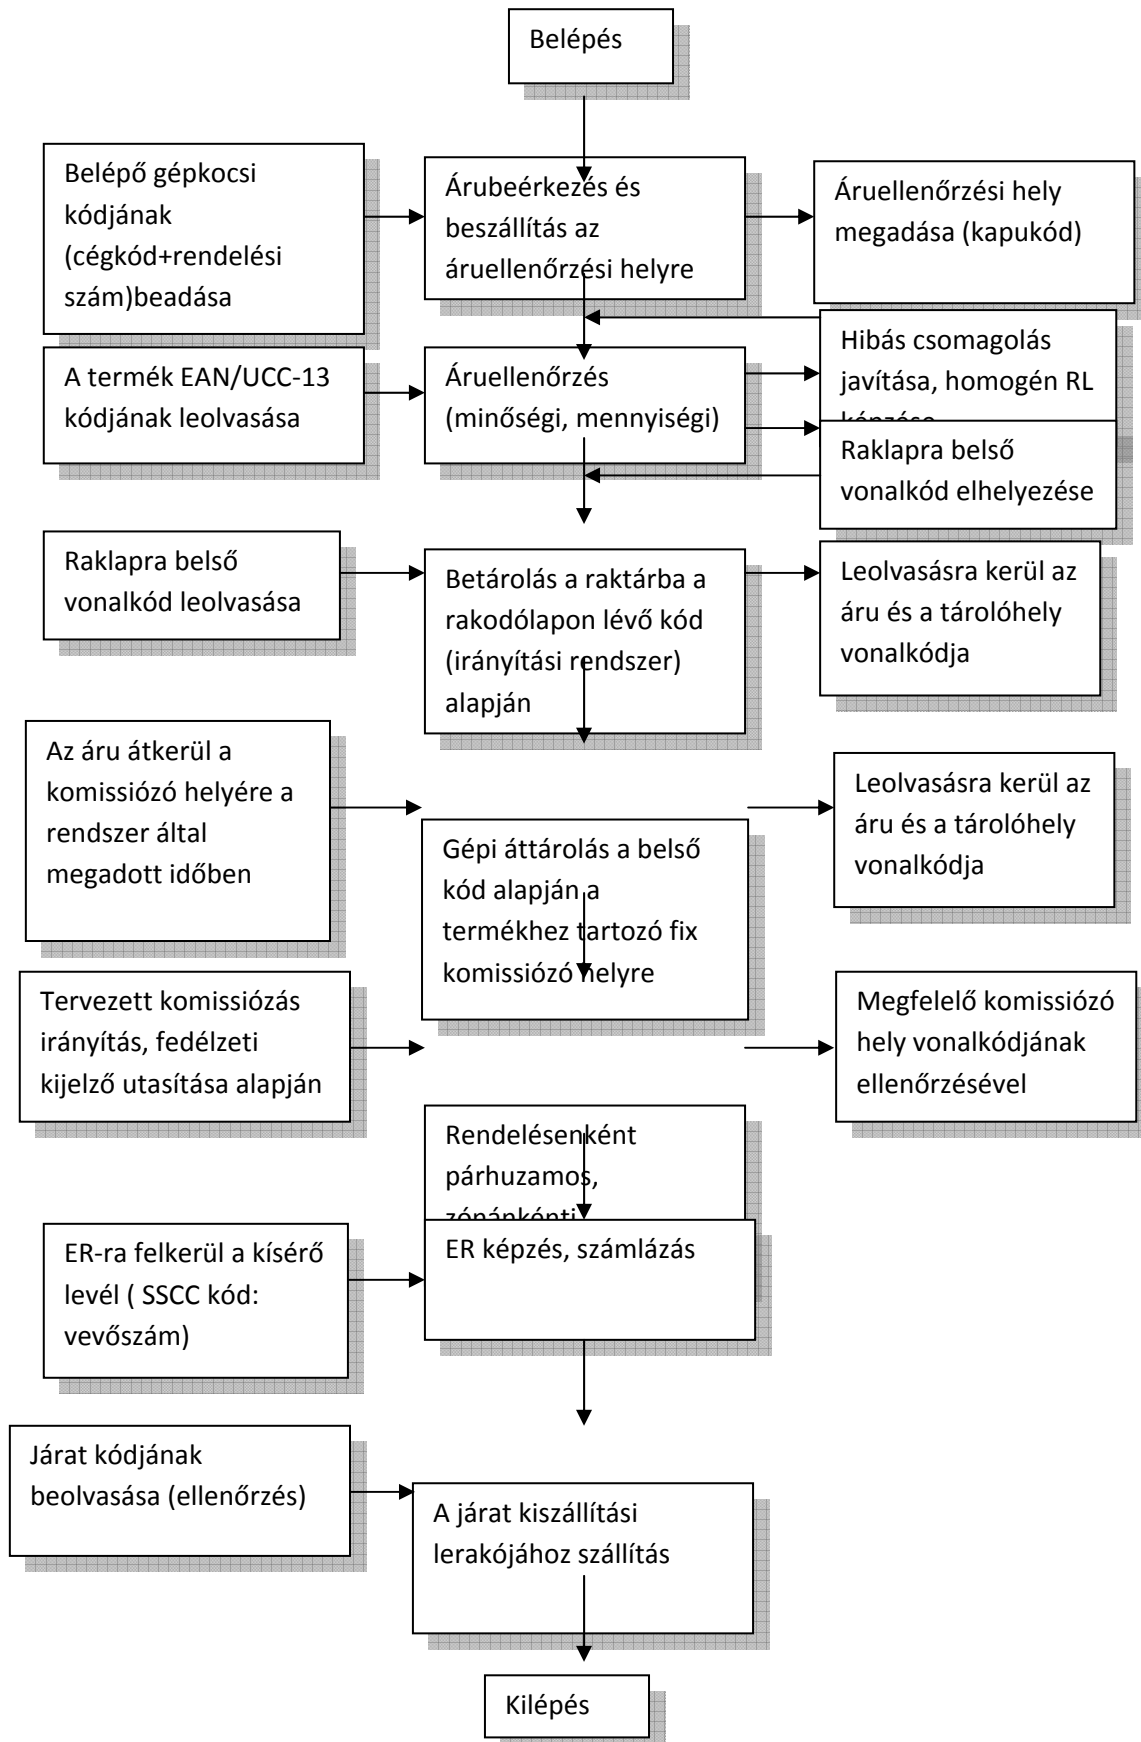 Belépés
Belépő gépkocsi
kódjának
(cégkód+rendelési
szám)beadása
Árubeérkezés és
beszállítás az
áruellenőrzési helyre
Áruellenőrzési hely
megadása (kapukód)
A termék EAN/UCC-13
kódjának leolvasása
Áruellenőrzés
(minőségi, mennyiségi)
Hibás csomagolás
javítása, homogén RL
képzése
Raklapra belső
vonalkód elhelyezése
Raklapra belső
vonalkód leolvasása
Betárolás a raktárba a
rakodólapon lévő kód
(irányítási rendszer)
alapján
Leolvasásra kerül az
áru és a tárolóhely
vonalkódja
Az áru átkerül a
komissiózó helyére a
rendszer által
megadott időben
Gépi áttárolás a belső
kód alapján a
termékhez tartozó fix
komissiózó helyre
Leolvasásra kerül az
áru és a tárolóhely
vonalkódja
Tervezett komissiózás
irányítás, fedélzeti
kijelző utasítása alapján
Megfelelő komissiózó
hely vonalkódjának
ellenőrzésével
Rendelésenként
párhuzamos,
zónánkénti
ER-ra felkerül a kísérő
levél ( SSCC kód:
vevőszám)
ER képzés, számlázás
Járat kódjának
beolvasása (ellenőrzés)
A járat kiszállítási
lerakójához szállítás
Kilépés